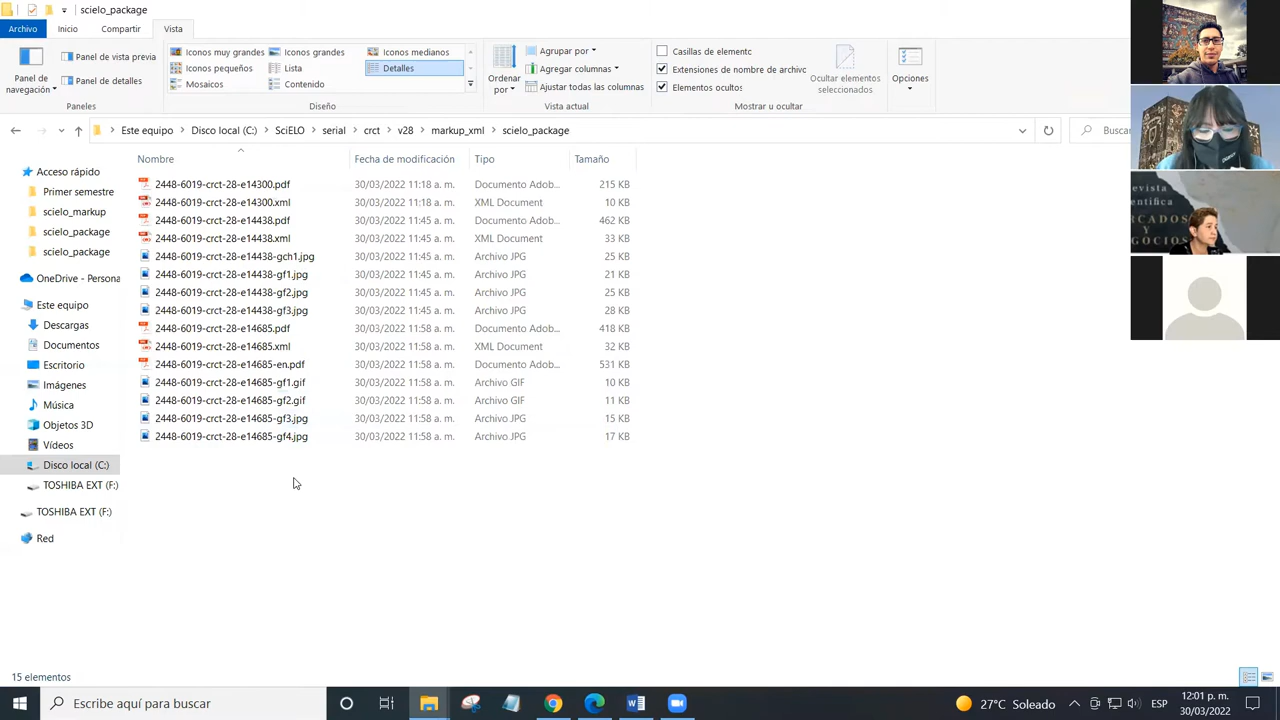 scielo_package
Archivo Inicio Compartir Vista
Panel de navegación
Panel de vista previa
Panel de detalles
Paneles
Iconos muy grandes Iconos grandes Iconos medianos
Iconos pequeños Lista Detalles
Mosaicos Contenido
Diseño
Ordenar por
Agrupar por
Agregar columnas
Ajustar todas las columnas
Vista actual
Casillas de elemento
Extensiones de nombre de archivo
Elementos ocultos
Ocultar elementos seleccionados
Mostrar u ocultar
Opciones
Este equipo > Disco local (C:) > SciELO > serial > crct > v28 > markup_xml > scielo_package
Buscar
Acceso rápido
Primer semestre
scielo_markup
scielo_package
scielo_package
OneDrive - Persona
Este equipo
Descargas
Documentos
Escritorio
Imágenes
Música
Objetos 3D
Vídeos
Disco local (C:)
TOSHIBA EXT (F:)
TOSHIBA EXT (F:)
Red
Nombre Fecha de modificación Tipo Tamaño
2448-6019-crct-28-e14300.pdf 30/03/2022 11:18 a. m. Documento Adob... 215 KB
2448-6019-crct-28-e14300.xml 30/03/2022 11:18 a. m. XML Document 10 KB
2448-6019-crct-28-e14438.pdf 30/03/2022 11:45 a. m. Documento Adob... 462 KB
2448-6019-crct-28-e14438.xml 30/03/2022 11:45 a. m. XML Document 33 KB
2448-6019-crct-28-e14438-gch1.jpg 30/03/2022 11:45 a. m. Archivo JPG 25 KB
2448-6019-crct-28-e14438-gf1.jpg 30/03/2022 11:45 a. m. Archivo JPG 21 KB
2448-6019-crct-28-e14438-gf2.jpg 30/03/2022 11:45 a. m. Archivo JPG 25 KB
2448-6019-crct-28-e14438-gf3.jpg 30/03/2022 11:45 a. m. Archivo JPG 28 KB
2448-6019-crct-28-e14685.pdf 30/03/2022 11:58 a. m. Documento Adob... 418 KB
2448-6019-crct-28-e14685.xml 30/03/2022 11:58 a. m. XML Document 32 KB
2448-6019-crct-28-e14685-en.pdf 30/03/2022 11:58 a. m. Documento Adob... 531 KB
2448-6019-crct-28-e14685-gf1.gif 30/03/2022 11:58 a. m. Archivo GIF 10 KB
2448-6019-crct-28-e14685-gf2.gif 30/03/2022 11:58 a. m. Archivo GIF 11 KB
2448-6019-crct-28-e14685-gf3.jpg 30/03/2022 11:58 a. m. Archivo JPG 15 KB
2448-6019-crct-28-e14685-gf4.jpg 30/03/2022 11:58 a. m. Archivo JPG 17 KB
15 elementos
evista
entífica
ERCADOS
Y
EGOCIOS
Escribe aquí para buscar
27°C Soleado
ESP
12:01 p. m.
30/03/2022